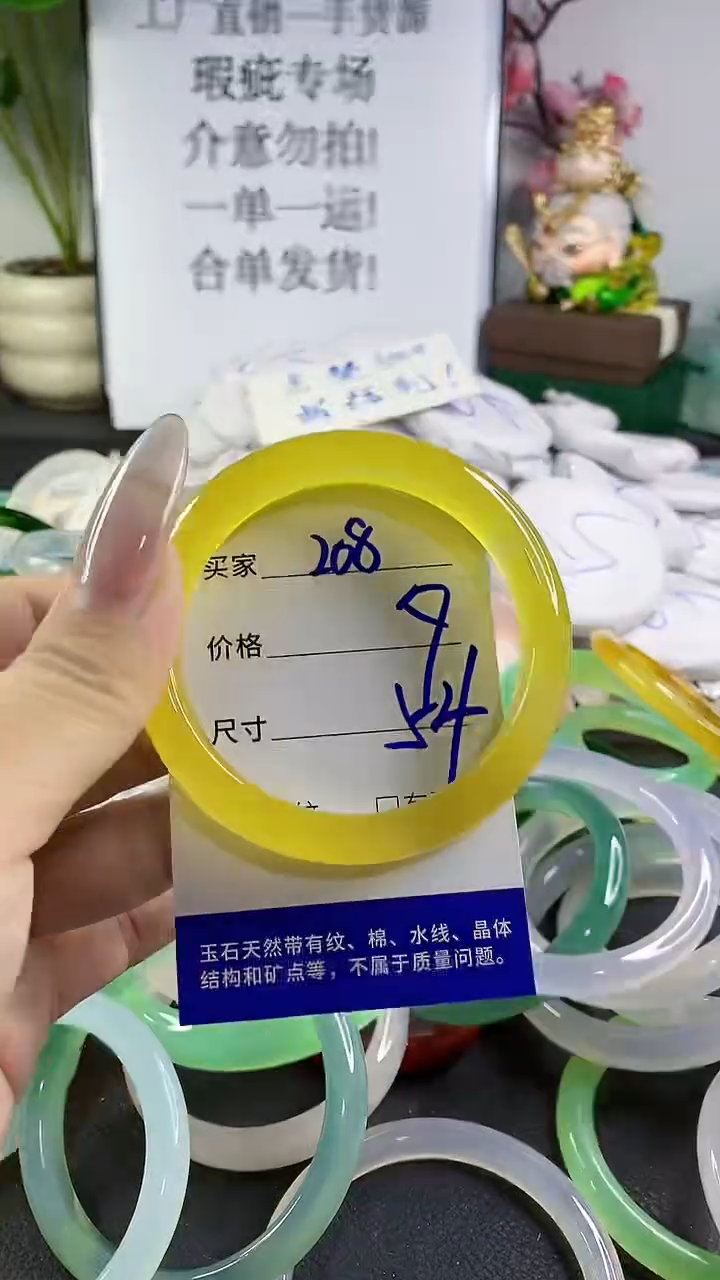 工厂直销一手货源
瑕疵专场
介意勿拍!
一单一运!
合单发货!
买家 208
价格 9
尺寸 54
玉石天然带有纹、棉、水线、晶体
结构和矿点等，不属于质量问题。